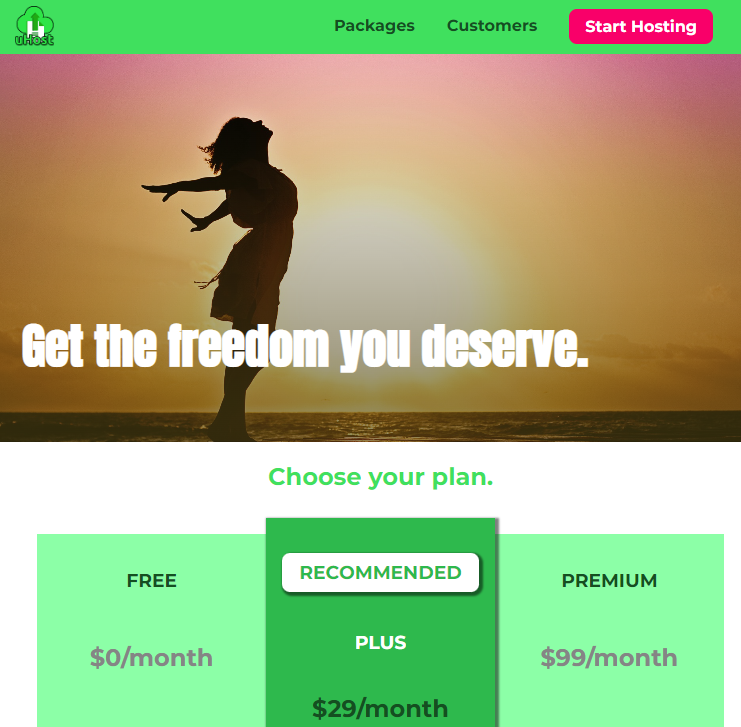 uHost
Packages
Customers
Start Hosting
Get the freedom you deserve.
Choose your plan.
FREE
$0/month
RECOMMENDED
PLUS
$29/month
PREMIUM
$99/month